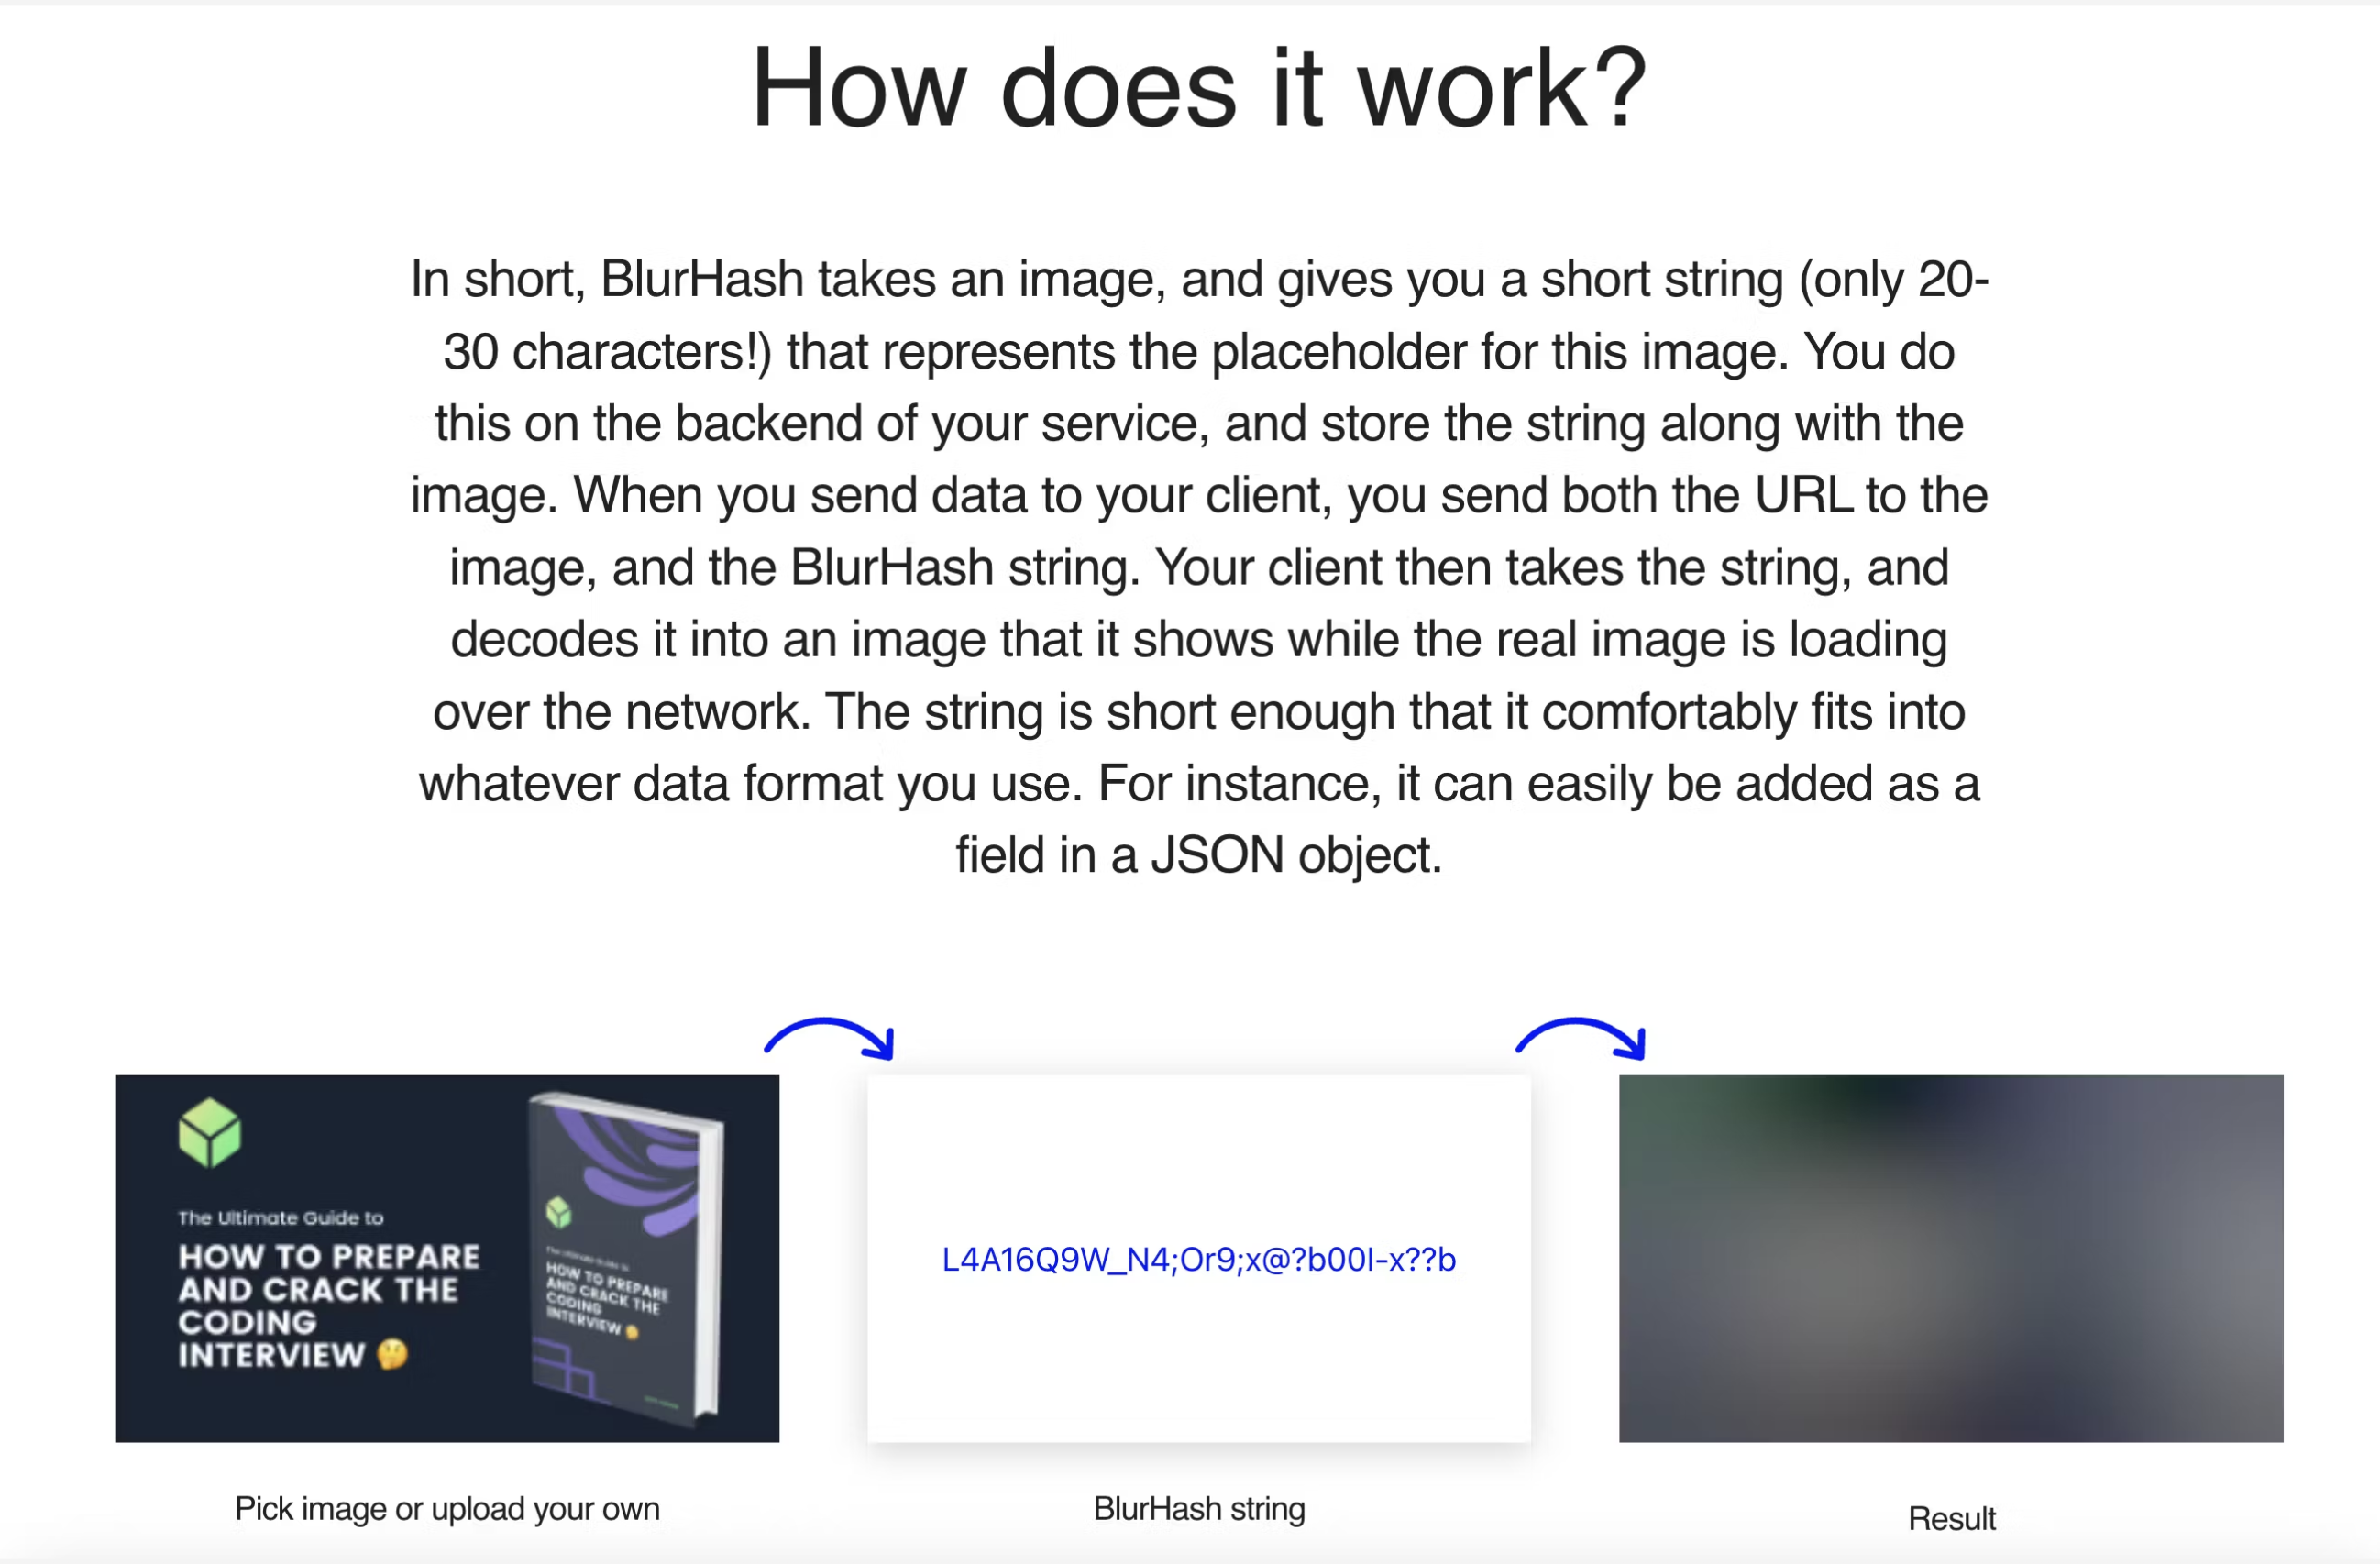 How does it work?
In short, BlurHash takes an image, and gives you a short string (only 20-
30 characters!) that represents the placeholder for this image. You do
this on the backend of your service, and store the string along with the
image. When you send data to your client, you send both the URL to the
image, and the BlurHash string. Your client then takes the string, and
decodes it into an image that it shows while the real image is loading
over the network. The string is short enough that it comfortably fits into
whatever data format you use. For instance, it can easily be added as a
field in a JSON object.
The Ultimate Guide to
HOW TO PREPARE
AND CRACK THE
CODING
INTERVIEW 🤔
The Ultimate Guide to
HOW TO PREPARE
AND CRACK THE
CODING
INTERVIEW
L4A16Q9W_N4;Or9;x@?b00I-x??b
Pick image or upload your own
BlurHash string
Result